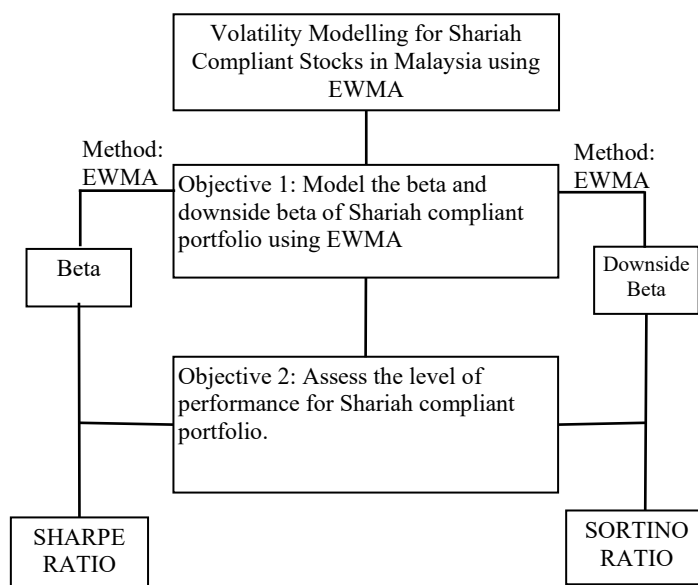 Volatility Modelling for Shariah
Compliant Stocks in Malaysia using
EWMA
Method:
EWMA
Objective 1: Model the beta and
downside beta of Shariah compliant
portfolio using EWMA
Method:
EWMA
Beta
Downside
Beta
Objective 2: Assess the level of
performance for Shariah compliant
portfolio.
SHARPE
RATIO
SORTINO
RATIO